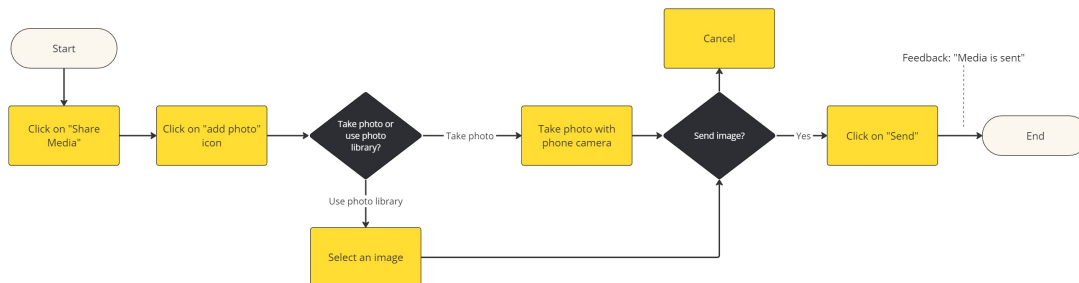 Start
Click on "Share
Media"
Click on "add photo"
icon
Take photo or
use photo
library?
Take photo
Use photo library
Select an image
Take photo with
phone camera
Send image?
Cancel
Yes
Click on "Send"
Feedback: "Media is sent"
End